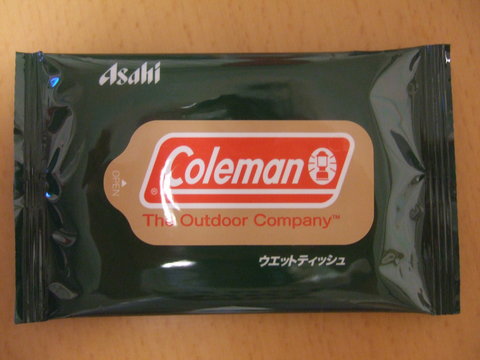 Asahi
OPEN
Coleman
®
The Outdoor Company™
ウエットティッシュ